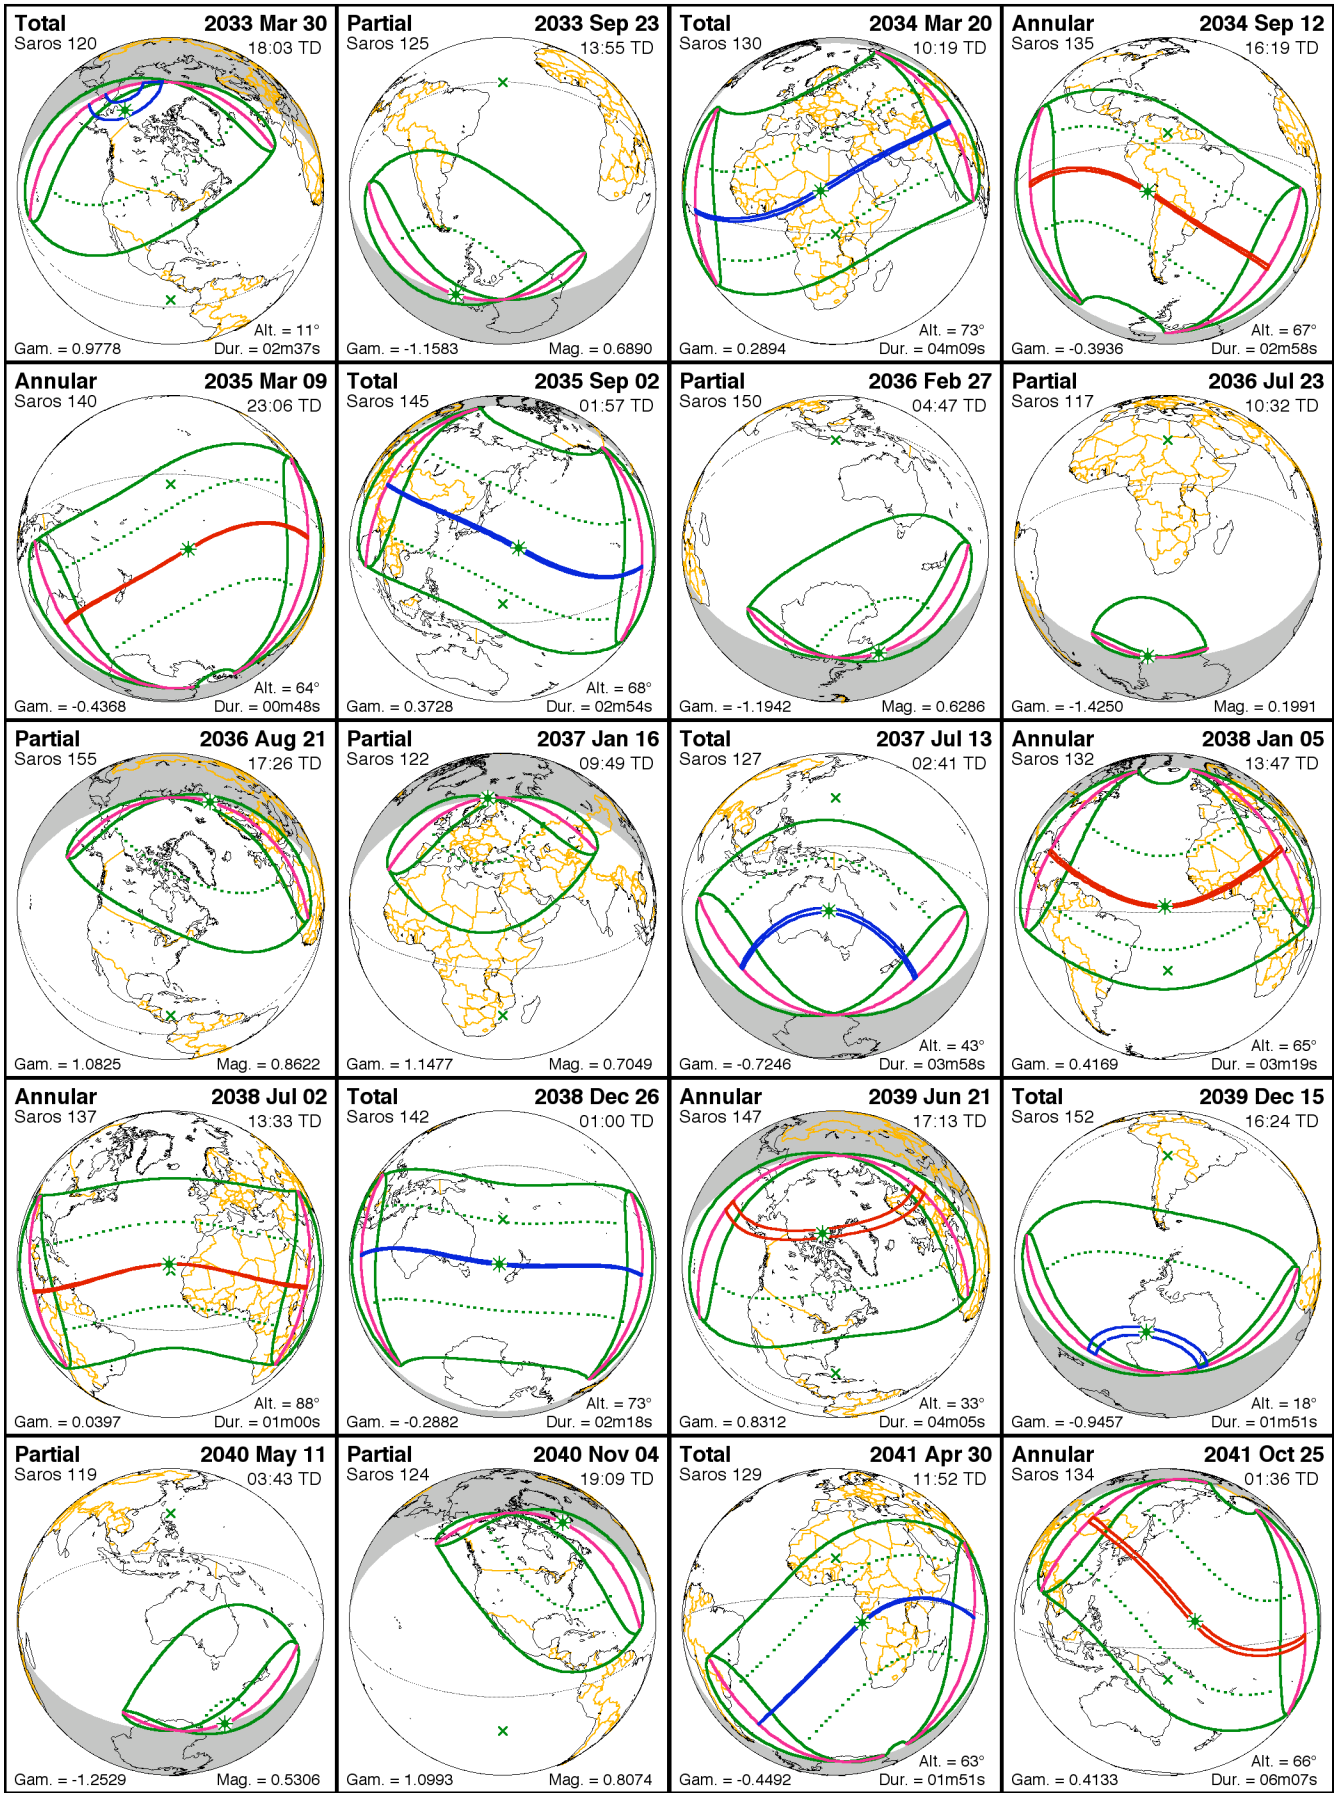 Total 2033 Mar 30
Saros 120 18:03 TD
Alt. = 11°
Gam. = 0.9778 Dur. = 02m37s
Partial 2033 Sep 23
Saros 125 13:55 TD
Gam. = -1.1583 Mag. = 0.6890
Total 2034 Mar 20
Saros 130 10:19 TD
Alt. = 73°
Gam. = 0.2894 Dur. = 04m09s
Annular 2034 Sep 12
Saros 135 16:19 TD
Alt. = 67°
Gam. = -0.3936 Dur. = 02m58s
Annular 2035 Mar 09
Saros 140 23:06 TD
Alt. = 64°
Gam. = -0.4368 Dur. = 00m48s
Total 2035 Sep 02
Saros 145 01:57 TD
Alt. = 68°
Gam. = 0.3728 Dur. = 02m54s
Partial 2036 Feb 27
Saros 150 04:47 TD
Gam. = -1.1942 Mag. = 0.6286
Partial 2036 Jul 23
Saros 117 10:32 TD
Gam. = -1.4250 Mag. = 0.1991
Partial 2036 Aug 21
Saros 155 17:26 TD
Gam. = 1.0825 Mag. = 0.8622
Partial 2037 Jan 16
Saros 122 09:49 TD
Gam. = 1.1477 Mag. = 0.7049
Total 2037 Jul 13
Saros 127 02:41 TD
Alt. = 43°
Gam. = -0.7246 Dur. = 03m58s
Annular 2038 Jan 05
Saros 132 13:47 TD
Alt. = 65°
Gam. = 0.4169 Dur. = 03m19s
Annular 2038 Jul 02
Saros 137 13:33 TD
Alt. = 88°
Gam. = 0.0397 Dur. = 01m00s
Total 2038 Dec 26
Saros 142 01:00 TD
Alt. = 73°
Gam. = -0.2882 Dur. = 02m18s
Annular 2039 Jun 21
Saros 147 17:13 TD
Alt. = 33°
Gam. = 0.8312 Dur. = 04m05s
Total 2039 Dec 15
Saros 152 16:24 TD
Alt. = 18°
Gam. = -0.9457 Dur. = 01m51s
Partial 2040 May 11
Saros 119 03:43 TD
Gam. = -1.2529 Mag. = 0.5306
Partial 2040 Nov 04
Saros 124 19:09 TD
Gam. = 1.0993 Mag. = 0.8074
Total 2041 Apr 30
Saros 129 11:52 TD
Alt. = 63°
Gam. = -0.4492 Dur. = 01m51s
Annular 2041 Oct 25
Saros 134 01:36 TD
Alt. = 66°
Gam. = 0.4133 Dur. = 06m07s